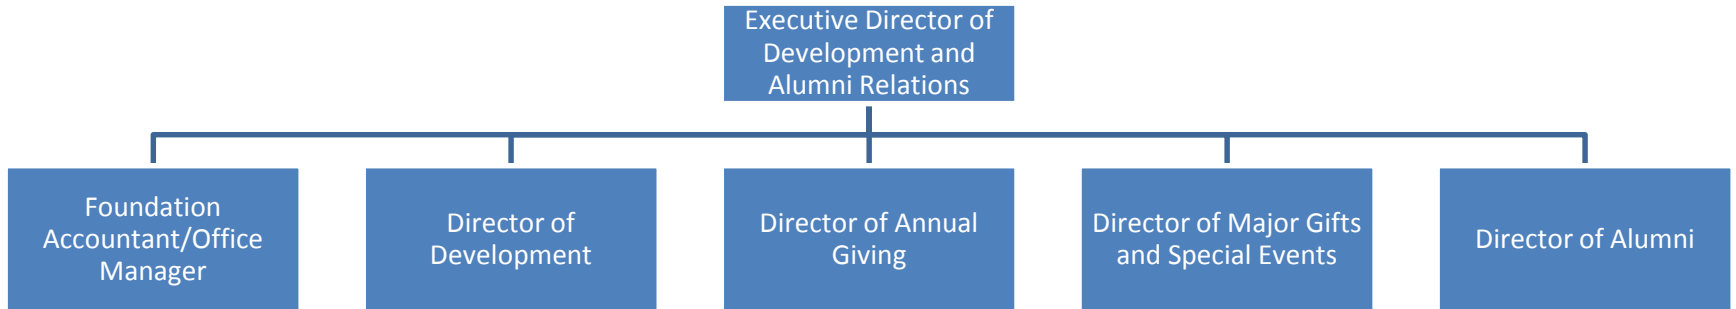 Executive Director of
Development and
Alumni Relations
Foundation
Accountant/Office
Manager
Director of
Development
Director of Annual
Giving
Director of Major Gifts
and Special Events
Director of Alumni